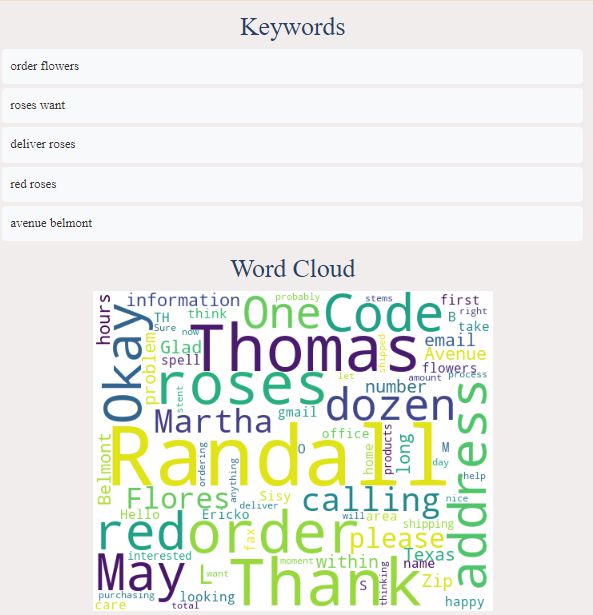 Keywords
order flowers
roses want
deliver roses
red roses
avenue belmont
Word Cloud
hours
information
probably
stems
first
right
Okay
TH
Sure
now
think
One
Code
B
take
problem
Glad
spell
Thomas
shipped
email
Avenue
flowers
process
roses
stent
let
amount
number
dozen
Martha
gmail
address
Randall
Belmont
office
home
products
long
M
day
help
ordering
O
anything
Flores
Sisy
calling
nice
deliver
Hello
Ericko
fax
will
area
shipping
red
order
please
interested
Texas
May
L
want
moment
within
name
Thank
S
thinking
Zip
purchasing
care
total
looking
happy